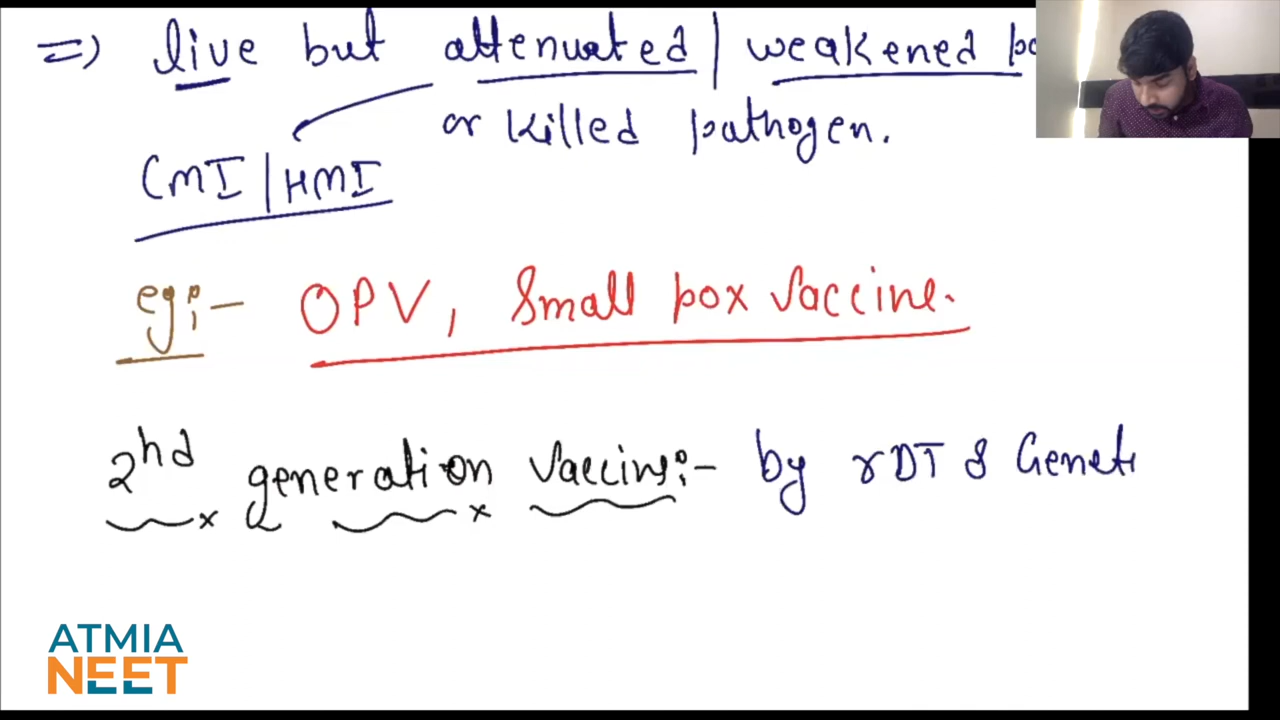 =) live but attenuated | weakened
or killed pathogen.
CMI | HMI
eg:- OPV, Small pox Vaccine.
2nd generation Vaccine:- by rDT & Genet
ATMIA
NEET